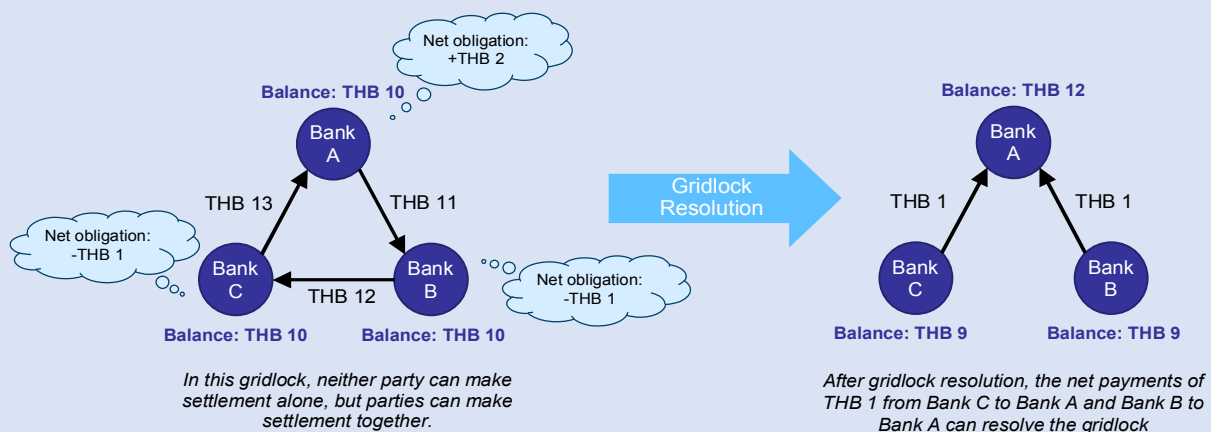 Net obligation:
+THB 2
Balance: THB 10
Bank
A
THB 13
THB 11
Net obligation:
-THB 1
Bank
C
THB 12
Bank
B
Net obligation:
-THB 1
Balance: THB 10
Balance: THB 10
In this gridlock, neither party can make
settlement alone, but parties can make
settlement together.
Gridlock
Resolution
Balance: THB 12
Bank
A
THB 1
THB 1
Bank
C
Bank
B
Balance: THB 9
Balance: THB 9
After gridlock resolution, the net payments of
THB 1 from Bank C to Bank A and Bank B to
Bank A can resolve the gridlock